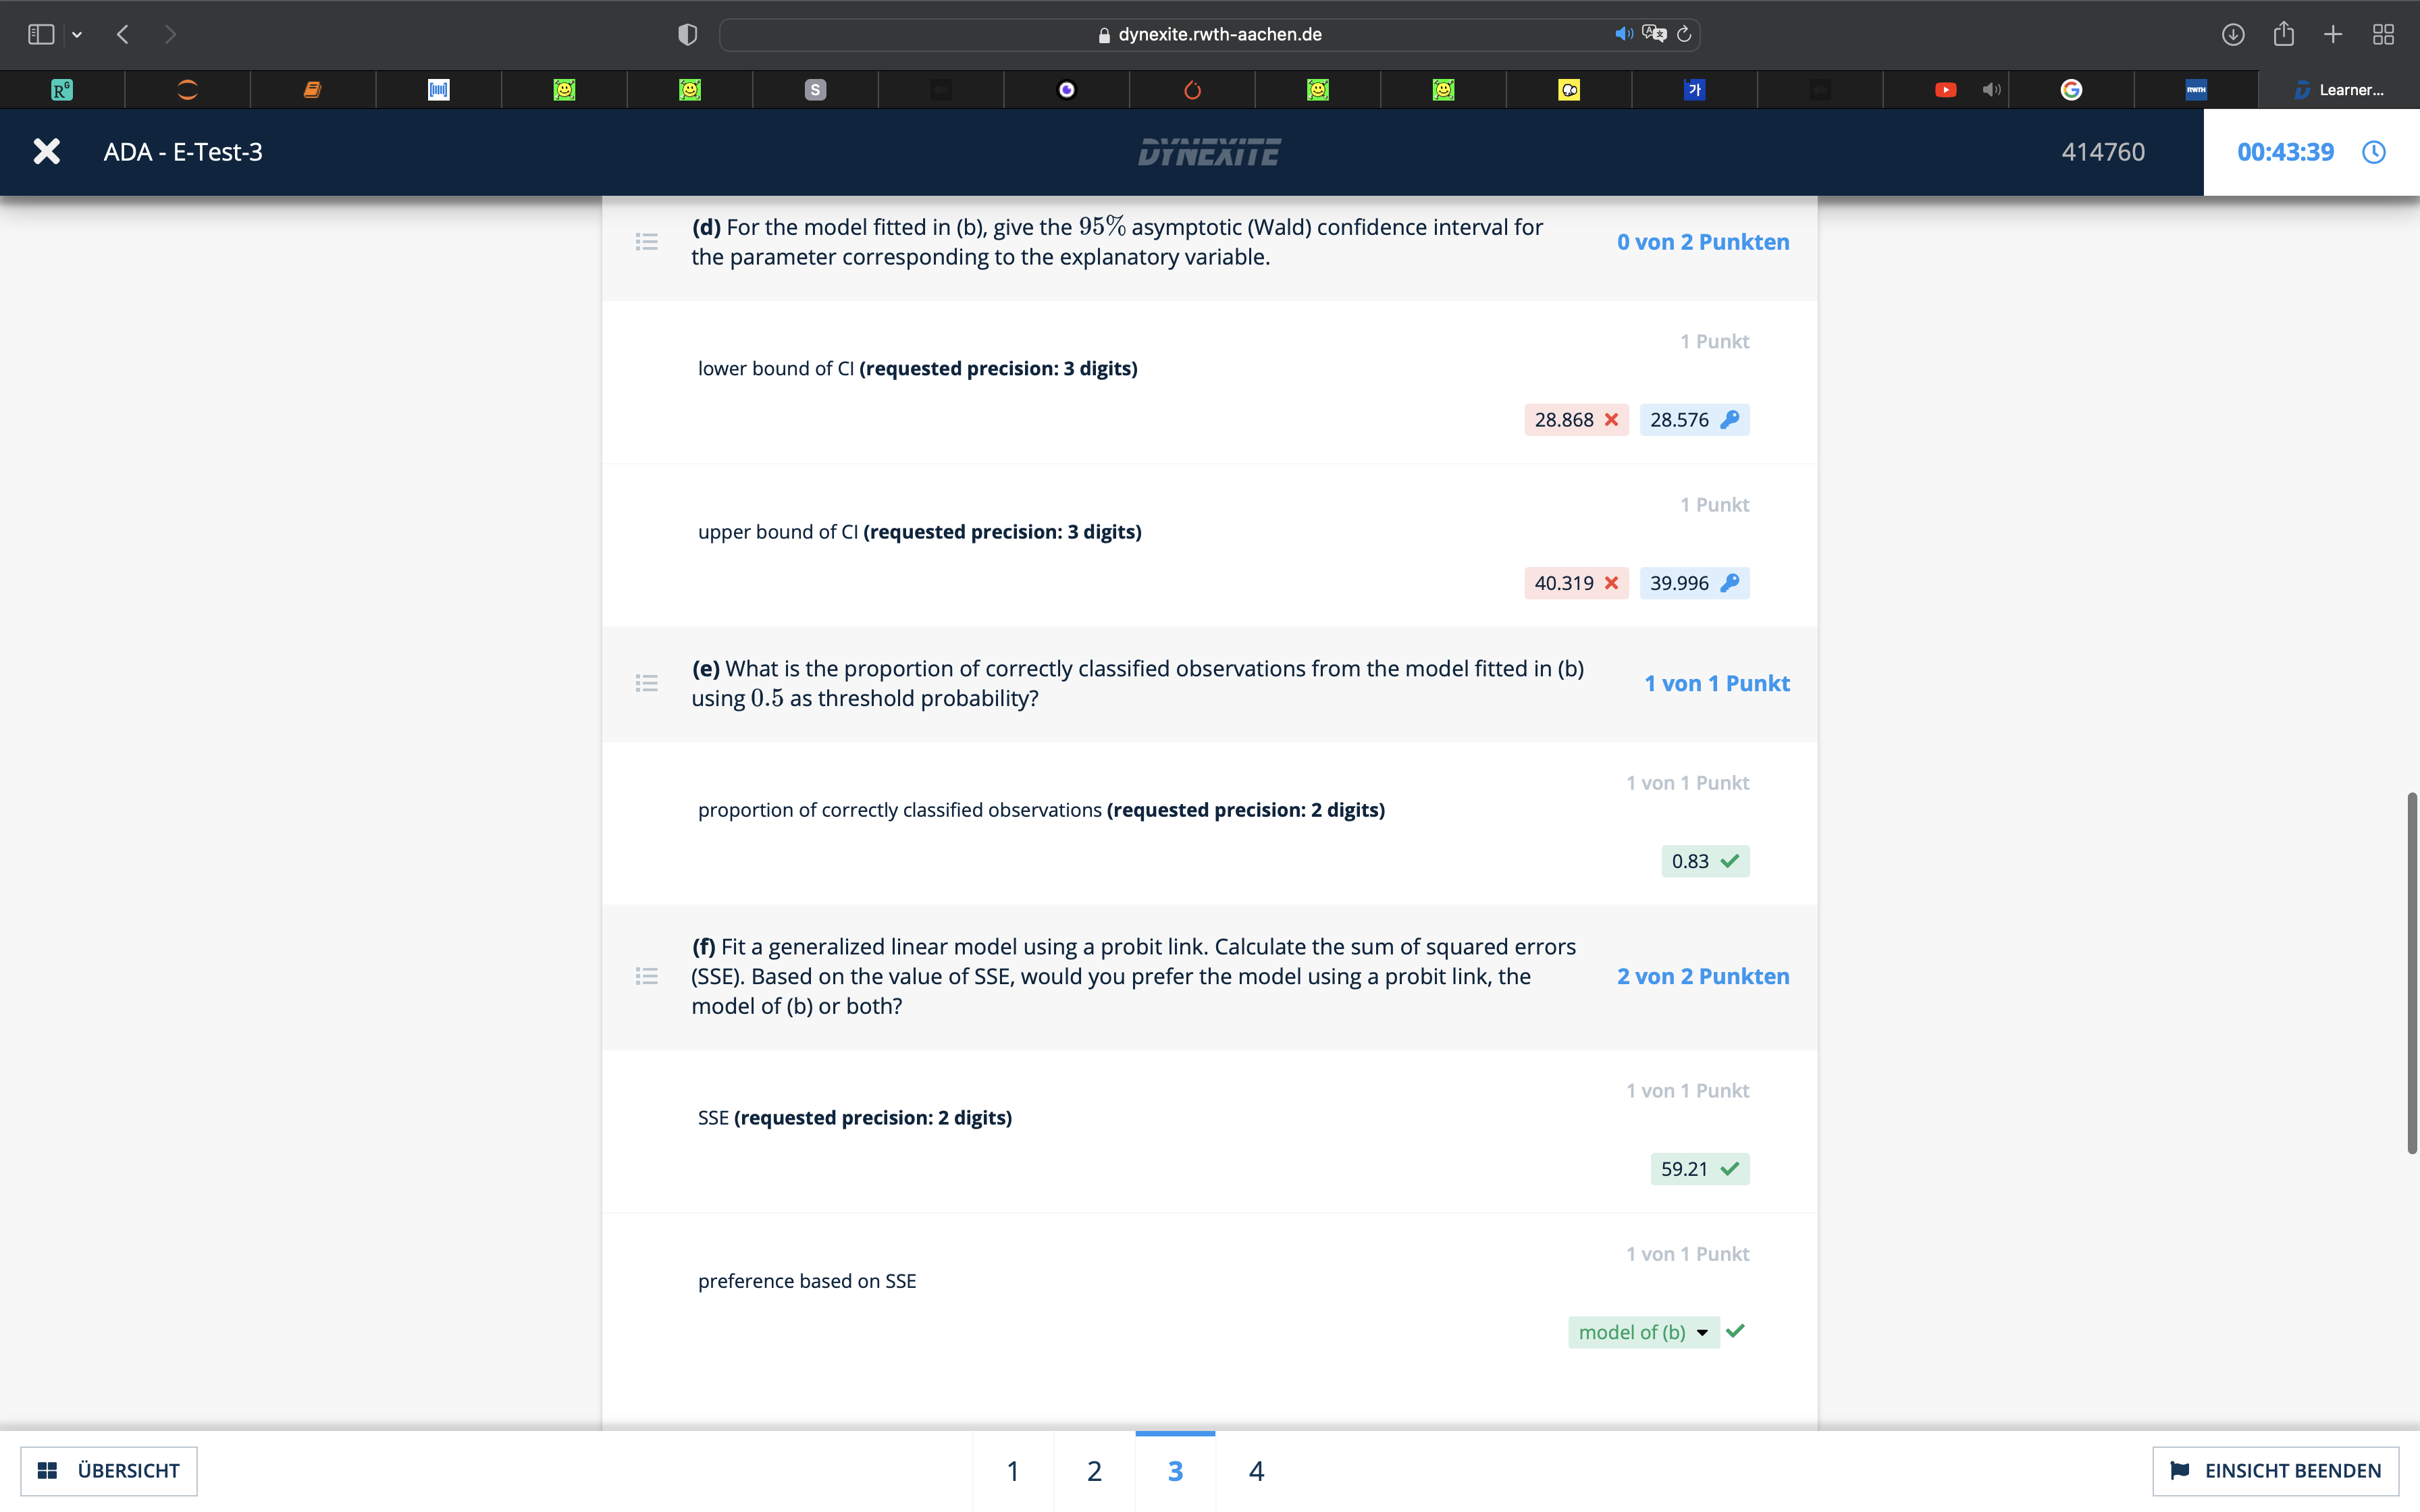 dynexite.rwth-aachen.de
S
가
RWTH
Learner...
ADA - E-Test-3
DYNEXITE
414760
00:43:39
(d) For the model fitted in (b), give the 95% asymptotic (Wald) confidence interval for
the parameter corresponding to the explanatory variable.
0 von 2 Punkten
1 Punkt
lower bound of CI (requested precision: 3 digits)
28.868 28.576
1 Punkt
upper bound of CI (requested precision: 3 digits)
40.319 39.996
(e) What is the proportion of correctly classified observations from the model fitted in (b)
using 0.5 as threshold probability?
1 von 1 Punkt
1 von 1 Punkt
proportion of correctly classified observations (requested precision: 2 digits)
0.83
(f) Fit a generalized linear model using a probit link. Calculate the sum of squared errors
(SSE). Based on the value of SSE, would you prefer the model using a probit link, the
model of (b) or both?
2 von 2 Punkten
1 von 1 Punkt
SSE (requested precision: 2 digits)
59.21
1 von 1 Punkt
preference based on SSE
model of (b)
ÜBERSICHT
1 2 3 4
EINSICHT BEENDEN